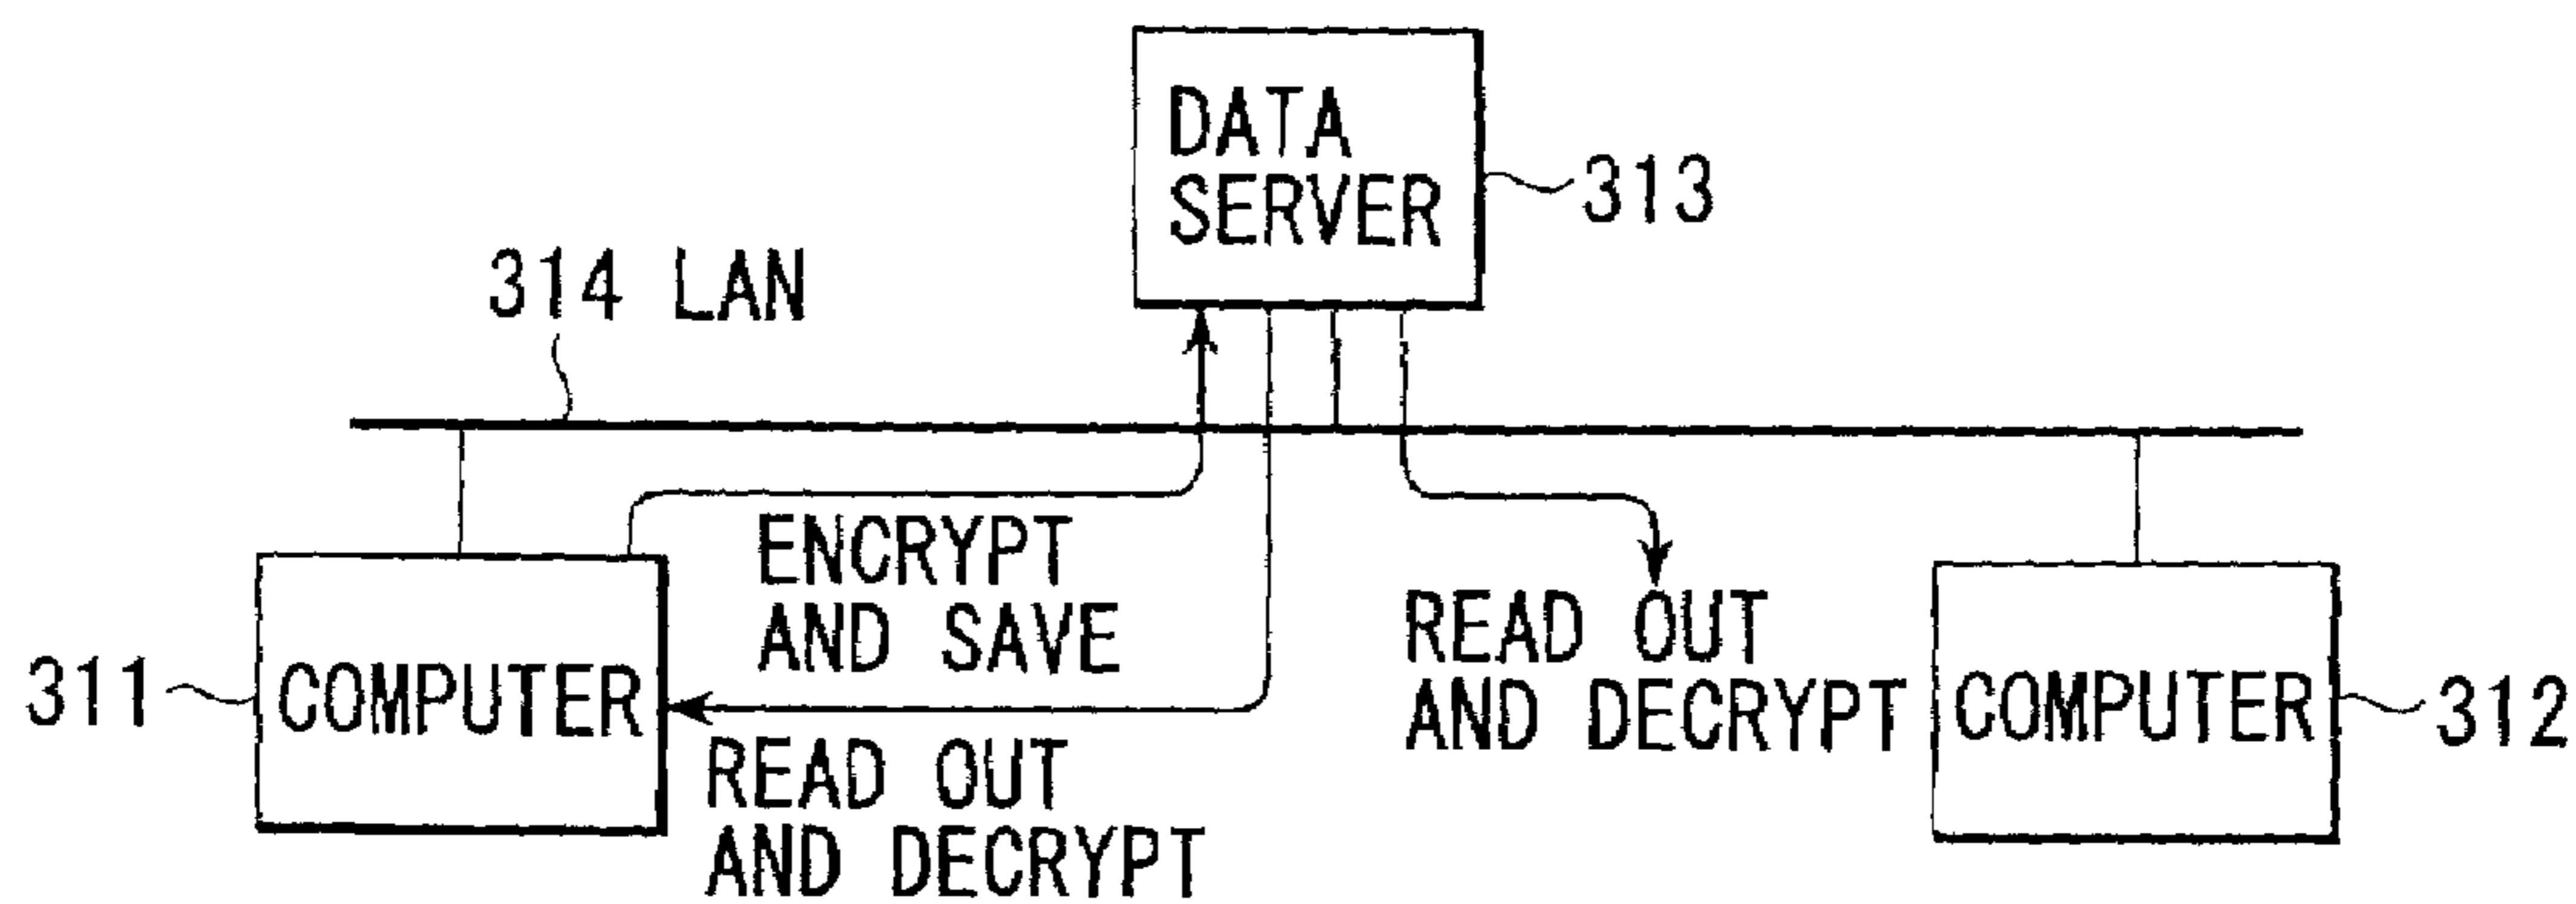 DATA
SERVER
313
314 LAN
ENCRYPT
AND SAVE
READ OUT
AND DECRYPT
311
COMPUTER
COMPUTER
312
READ OUT
AND DECRYPT